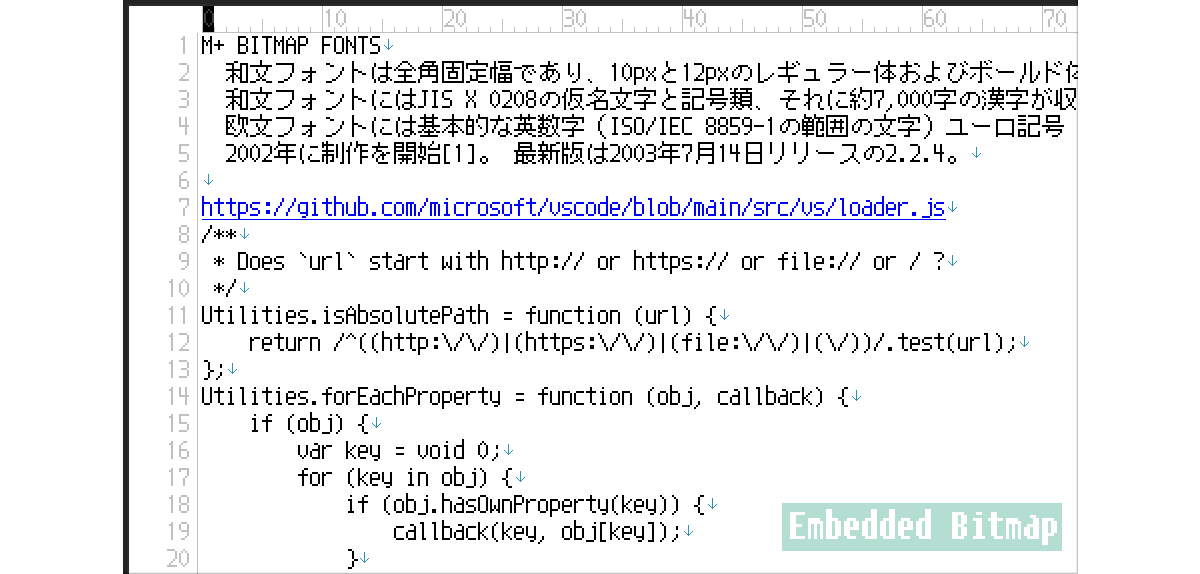 0 10 20 30 40 50 60 70
1 M+ BITMAP FONTS↓
2   和文フォントは全角固定幅であり、10pxと12pxのレギュラー体およびボールド体
3   和文フォントにはJIS X 0208の仮名文字と記号類、それに約7,000字の漢字が収
4   欧文フォントには基本的な英数字（ISO/IEC 8859-1の範囲の文字）ユーロ記号
5   2002年に制作を開始[1]。 最新版は2003年7月14日リリースの2.2.4。↓
6 ↓
7 https://github.com/microsoft/vscode/blob/main/src/vs/loader.js↓
8 /**↓
9  * Does `url` start with http:// or https:// or file:// or / ?↓
10  */↓
11 Utilities.isAbsolutePath = function (url) {↓
12     return /^((http:\/\/)|(https:\/\/)|(file:\/\/)|(\/))/.test(url);↓
13 };↓
14 Utilities.forEachProperty = function (obj, callback) {↓
15     if (obj) {↓
16         var key = void 0;↓
17         for (key in obj) {↓
18             if (obj.hasOwnProperty(key)) {↓
19                 callback(key, obj[key]);↓
20             }↓
Embedded Bitmap